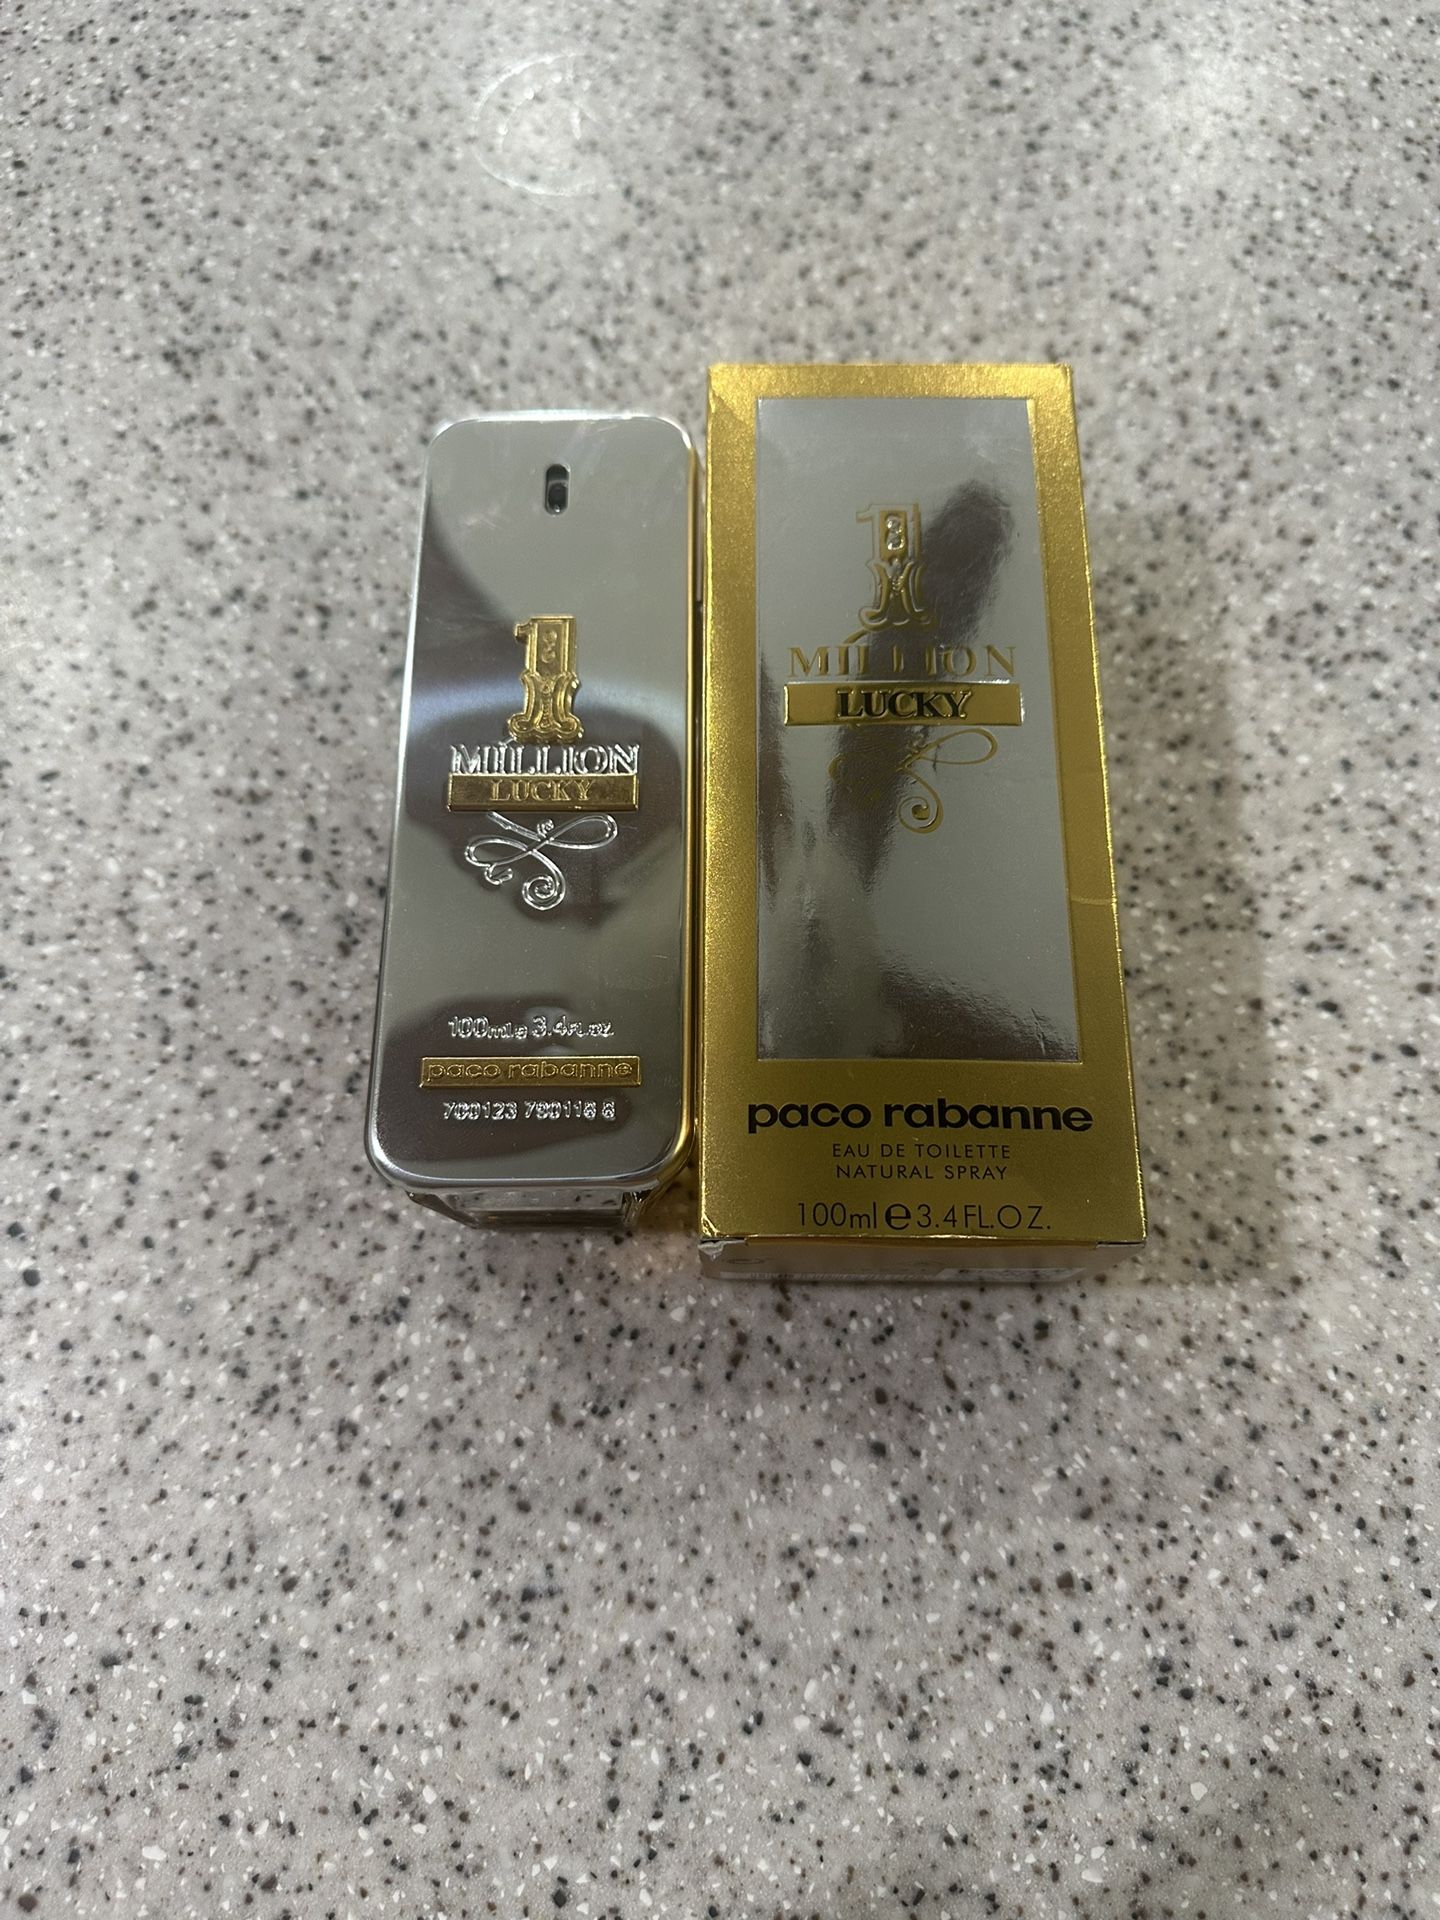 1
MILLION
LUCKY
100ml e 3.4FL.OZ.
paco rabanne
1
MILLION
LUCKY
paco rabanne
EAU DE TOILETTE
NATURAL SPRAY
100ml e 3.4FL.OZ.